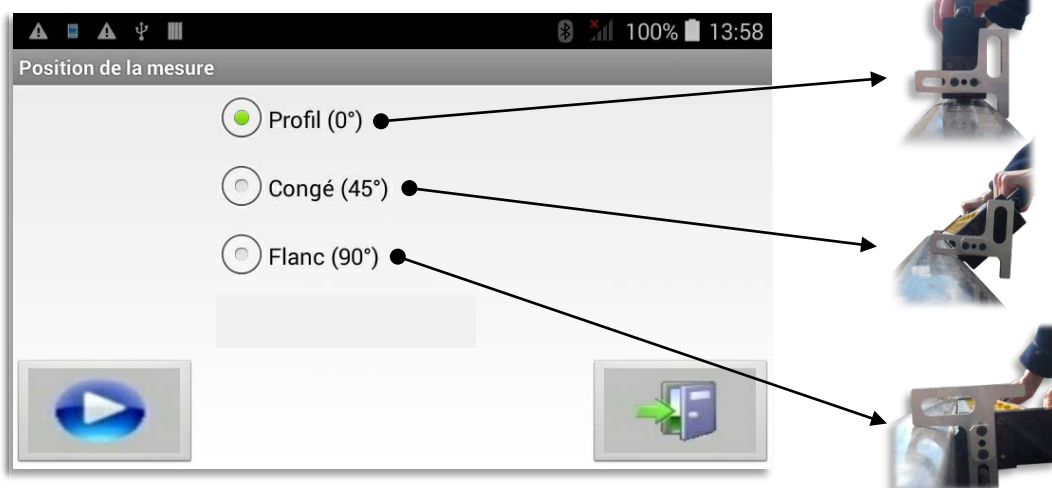 100% 13:58
Position de la mesure
Profil (0°)
Congé (45°)
Flanc (90°)